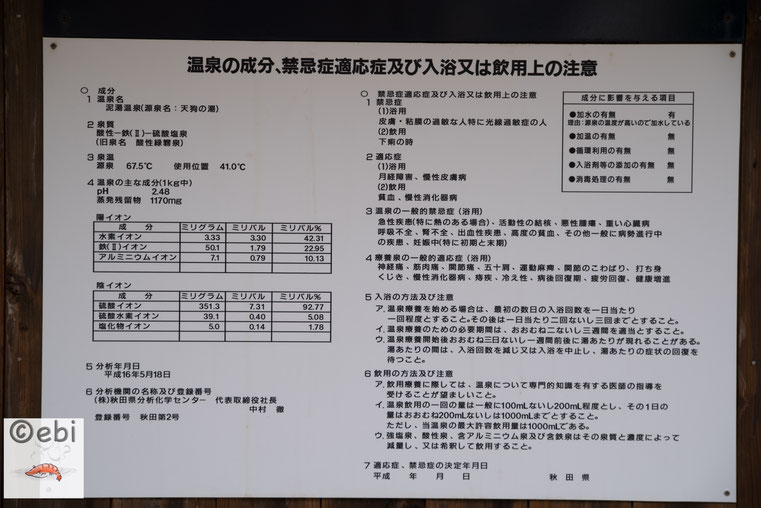 温泉の成分、禁忌症適応症及び入浴又は飲用上の注意
○ 成分
1 温泉名
泥湯温泉(源泉名：天狗の湯)
2 泉質
酸性−鉄(Ⅱ)−硫酸塩泉
(旧泉名 酸性緑礬泉)
3 泉温
源泉 67.5℃ 使用位置 41.0℃
4 温泉の主な成分(1kg中)
pH 2.48
蒸発残留物 1170mg
陽イオン
成分 ミリグラム ミリバル ミリバル%
水素イオン 3.33 3.30 42.31
鉄(Ⅱ)イオン 50.1 1.79 22.95
アルミニウムイオン 7.1 0.79 10.13
陰イオン
成分 ミリグラム ミリバル ミリバル%
硫酸イオン 351.3 7.31 92.77
硫酸水素イオン 39.1 0.40 5.08
塩化物イオン 5.0 0.14 1.78
5 分析年月日
平成16年5月18日
6 分析機関の名称及び登録番号
(株)秋田県分析化学センター 代表取締役社長
中村 徹
登録番号 秋田第2号
○ 禁忌症適応症及び入浴又は飲用上の注意
1 禁忌症
(1)浴用
皮膚・粘膜の過敏な人特に光線過敏症の人
(2)飲用
下痢の時
2 適応症
(1)浴用
月経障害、慢性皮膚病
(2)飲用
貧血、慢性消化器病
成分に影響を与える項目
●加水の有無 有
理由:源泉の温度が高いので加水している
●加温の有無 無
●循環利用の有無 無
●入浴剤等の添加の有無 無
●消毒処理の有無 無
3 温泉の一般的禁忌症（浴用）
急性疾患(特に熱のある場合)、活動性の結核、悪性腫瘍、重い心臓病
呼吸不全、腎不全、出血性疾患、高度の貧血、その他一般に病勢進行中
の疾患、妊娠中(特に初期と末期)
4 療養泉の一般的適応症（浴用）
神経痛、筋肉痛、関節痛、五十肩、運動麻痺、関節のこわばり、打ち身
くじき、慢性消化器病、痔疾、冷え性、病後回復期、疲労回復、健康増進
5 入浴の方法及び注意
ア．温泉療養を始める場合は、最初の数日の入浴回数を一日当たり
一回程度とすること。その後は一日当たり二回ないし三回までとすること。
イ．温泉療養のための必要期間は、おおむね二ないし三週間を適当とすること。
ウ．温泉療養開始後おおむね三日ないし一週間前後に湯あたりが現れることがある。
湯あたりの間は、入浴回数を減じ又は入浴を中止し、湯あたりの症状の回復を
待つこと。
6 飲用の方法及び注意
ア．飲用療養に際しては、温泉について専門的知識を有する医師の指導を
受けることが望ましいこと。
イ．温泉飲用の一回の量は一般に100mLないし200mL程度とし、その1日の
量はおおむね200mLないしは1000mLまでとすること。
ただし、当温泉の最大許容飲用量は1000mLである。
ウ．強塩泉、酸性泉、含アルミニウム泉及び含鉄泉はその泉質と濃度によって
減量し、又は希釈して飲用すること。
7 適応症、禁忌症の決定年月日
平成 年 月 日 秋田県
©ebi